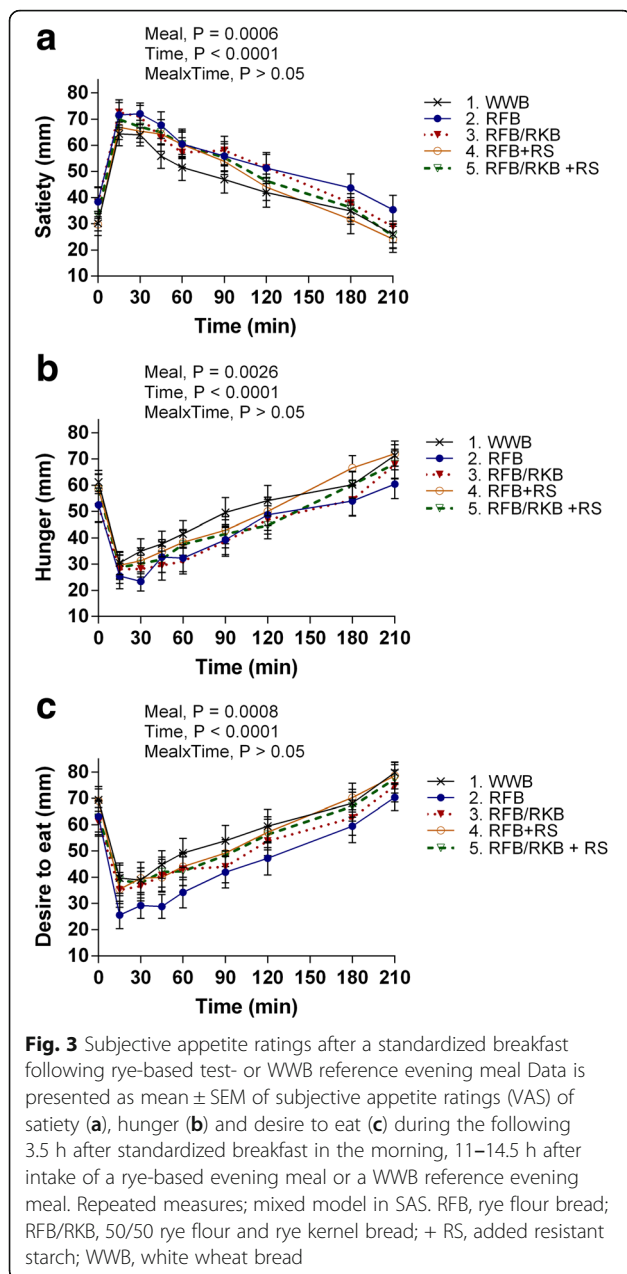 a
Meal, P = 0.0006
Time, P < 0.0001
MealxTime, P > 0.05
Satiety (mm)
80
70
60
50
40
30
20
10
0 30 60 90 120 150 180 210
Time (min)
1. WWB
2. RFB
3. RFB/RKB
4. RFB+RS
5. RFB/RKB +RS
b
Meal, P = 0.0026
Time, P < 0.0001
MealxTime, P > 0.05
Hunger (mm)
80
70
60
50
40
30
20
10
0 30 60 90 120 150 180 210
Time (min)
1. WWB
2. RFB
3. RFB/RKB
4. RFB+RS
5. RFB/RKB +RS
c
Meal, P = 0.0008
Time, P < 0.0001
MealxTime, P > 0.05
Desire to eat (mm)
80
70
60
50
40
30
20
10
0 30 60 90 120 150 180 210
Time (min)
1. WWB
2. RFB
3. RFB/RKB
4. RFB+RS
5. RFB/RKB + RS
Fig. 3 Subjective appetite ratings after a standardized breakfast
following rye-based test- or WWB reference evening meal Data is
presented as mean ± SEM of subjective appetite ratings (VAS) of
satiety (a), hunger (b) and desire to eat (c) during the following
3.5 h after standardized breakfast in the morning, 11–14.5 h after
intake of a rye-based evening meal or a WWB reference evening
meal. Repeated measures; mixed model in SAS. RFB, rye flour bread;
RFB/RKB, 50/50 rye flour and rye kernel bread; + RS, added resistant
starch; WWB, white wheat bread